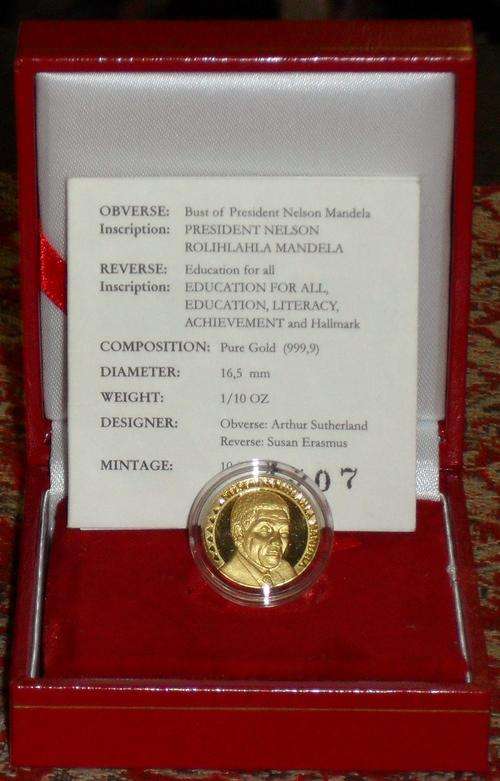 OBVERSE: Bust of President Nelson Mandela
Inscription: PRESIDENT NELSON
ROLIHLAHLA MANDELA
REVERSE: Education for all
Inscription: EDUCATION FOR ALL,
EDUCATION, LITERACY,
ACHIEVEMENT and Hallmark
COMPOSITION: Pure Gold (999,9)
DIAMETER: 16,5 mm
WEIGHT: 1/10 OZ
DESIGNER: Obverse: Arthur Sutherland
Reverse: Susan Erasmus
MINTAGE: 10
07